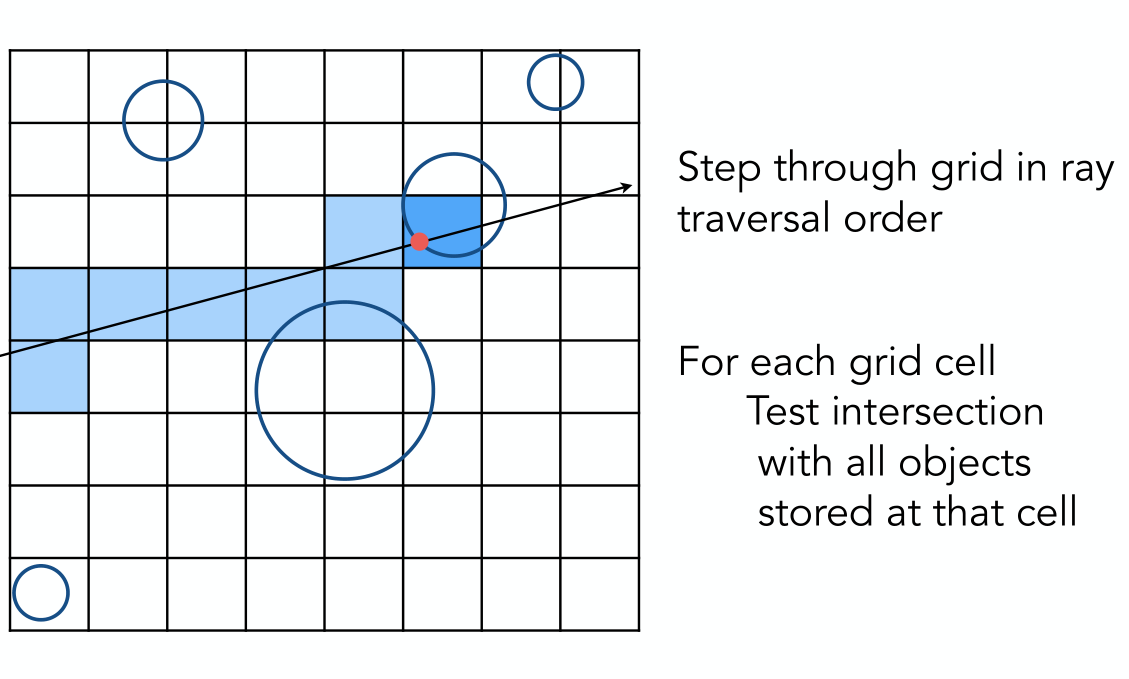 Step through grid in ray
traversal order
For each grid cell
Test intersection
with all objects
stored at that cell